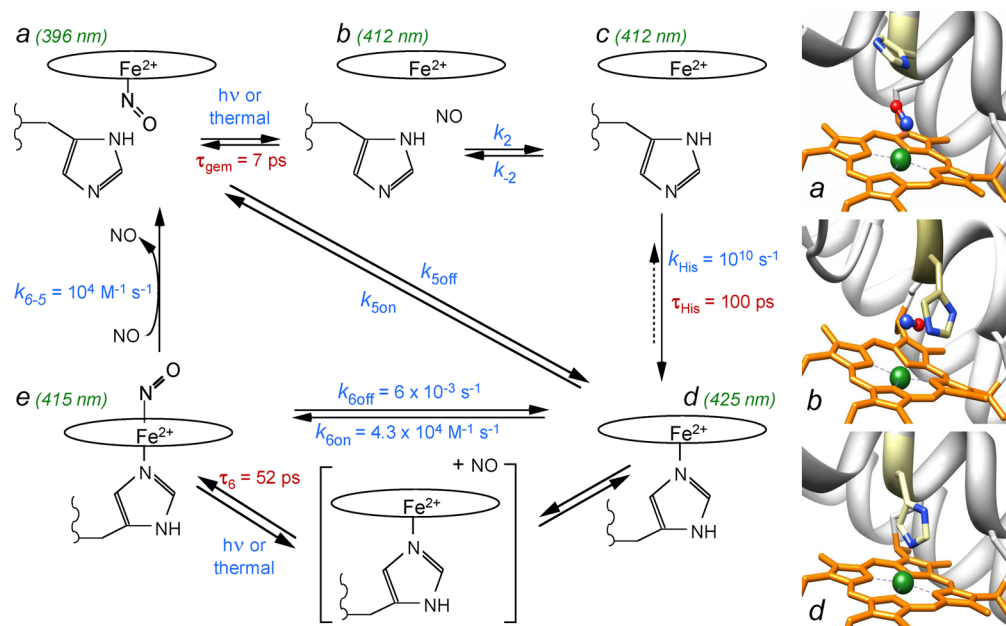 a (396 nm)
b (412 nm)
c (412 nm)
Fe²⁺
Fe²⁺
Fe²⁺
N
O
NH
N
hν or
thermal
τgem = 7 ps
NO
NH
N
k₂
k₋₂
NH
N
a
NO
k₆₋₅ = 10⁴ M⁻¹ s⁻¹
NO
k5off
k5on
kHis = 10¹⁰ s⁻¹
τHis = 100 ps
b
e (415 nm)
O
N
Fe²⁺
N
NH
k6off = 6 x 10⁻³ s⁻¹
k6on = 4.3 x 10⁴ M⁻¹ s⁻¹
d (425 nm)
Fe²⁺
N
NH
τ₆ = 52 ps
hν or
thermal
+ NO
Fe²⁺
N
NH
d